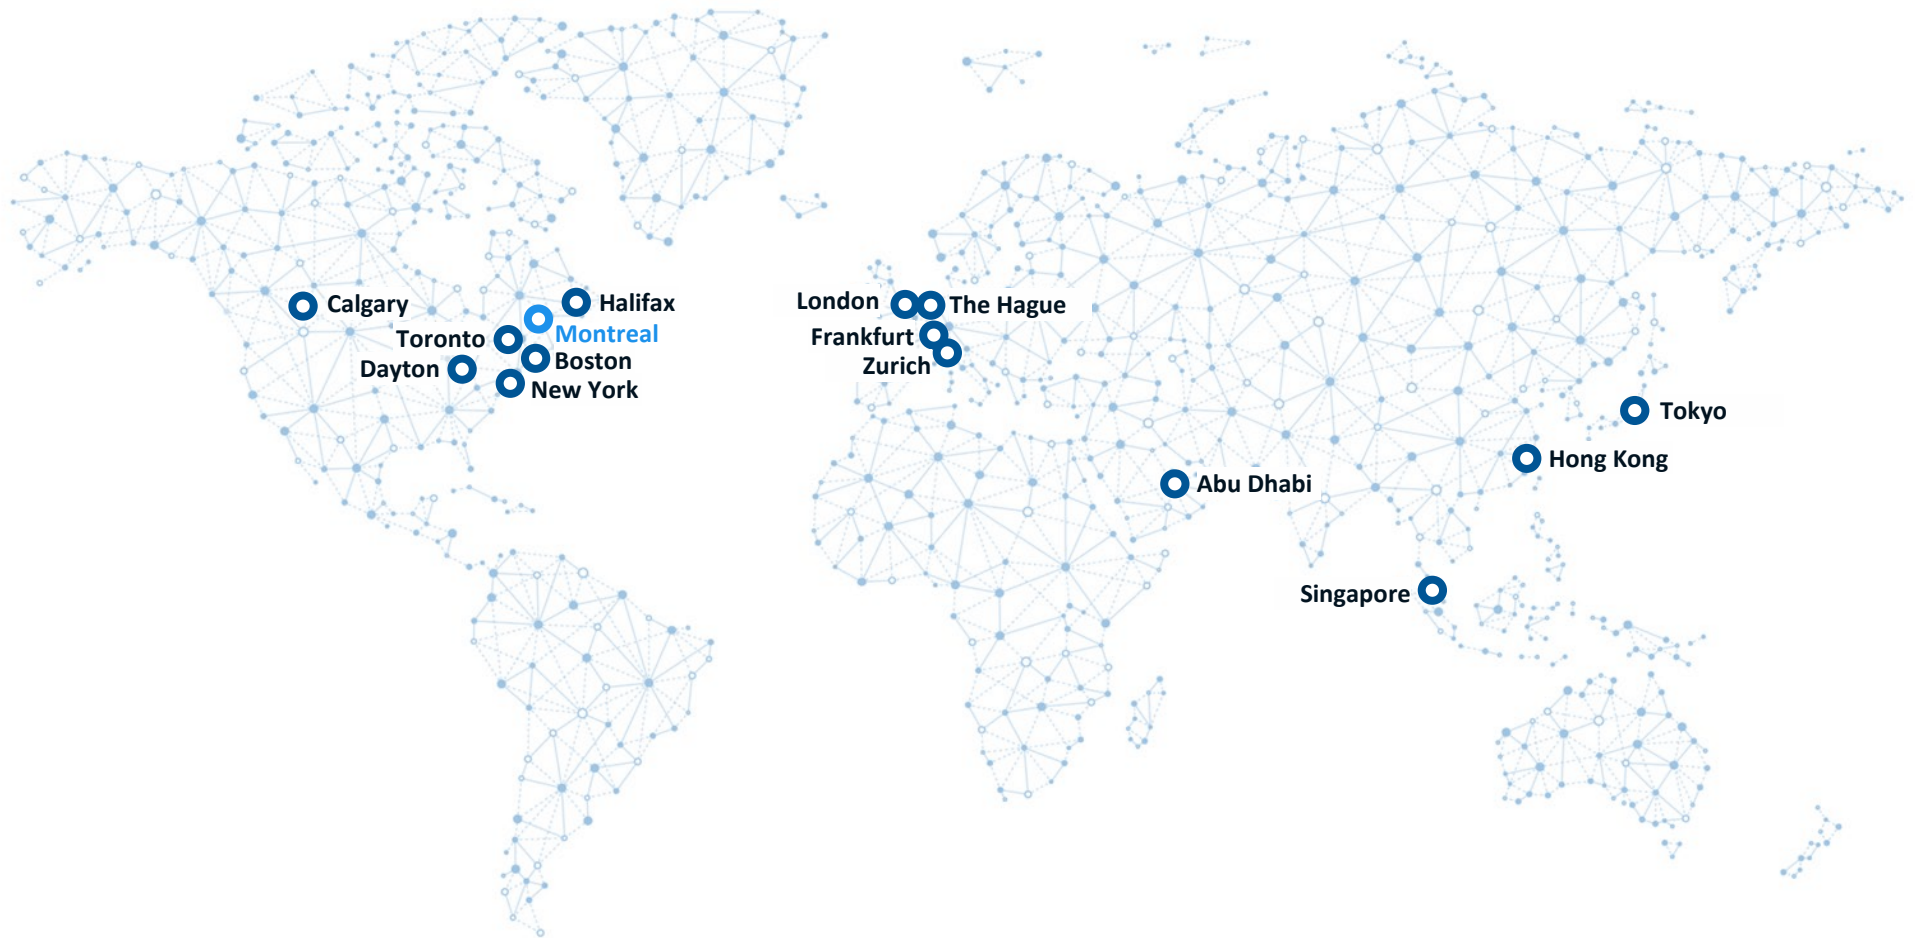 Calgary
Halifax
Montreal
Toronto
Boston
Dayton
New York
London
The Hague
Frankfurt
Zurich
Tokyo
Hong Kong
Abu Dhabi
Singapore